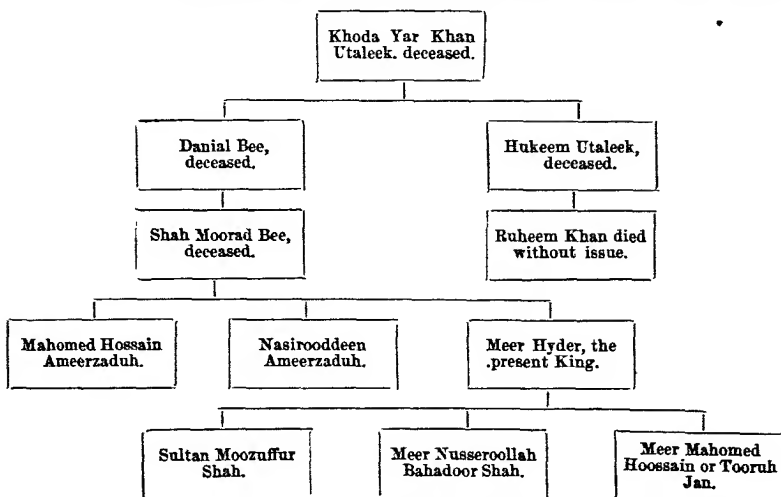 Khoda Yar Khan
Utaleek. deceased.
Danial Bee,
deceased.
Hukeem Utaleek,
deceased.
Shah Moorad Bee,
deceased.
Ruheem Khan died
without issue.
Mahomed Hossain
Ameerzaduh.
Nasirooddeen
Ameerzaduh.
Meer Hyder, the
.present King.
Sultan Moozuffur
Shah.
Meer Nusseroollah
Bahadoor Shah.
Meer Mahomed
Hoossain or Tooruh
Jan.